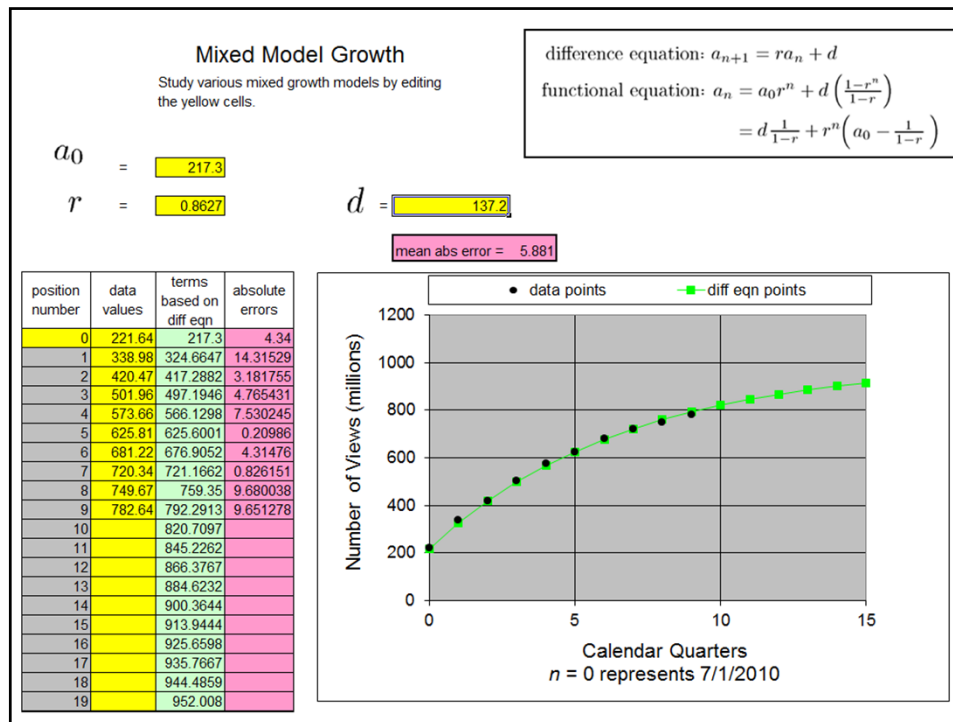 Mixed Model Growth
Study various mixed growth models by editing
the yellow cells.
difference equation: a_{n+1} = ra_n + d
functional equation: a_n = a_0r^n + d(\frac{1-r^n}{1-r})
= d\frac{1}{1-r} + r^n(a_0 - \frac{1}{1-r})
a_0 = 217.3
r = 0.8627
d = 137.2
mean abs error = 5.881
position number | data values | terms based on diff eqn | absolute errors
0 221.64 217.3 4.34
1 338.98 324.6647 14.31529
2 420.47 417.2882 3.181755
3 501.96 497.1946 4.765431
4 573.66 566.1298 7.530245
5 625.81 625.6001 0.20986
6 681.22 676.9052 4.31476
7 720.34 721.1662 0.826151
8 749.67 759.35 9.680038
9 782.64 792.2913 9.651278
10 820.7097
11 845.2262
12 866.3767
13 884.6232
14 900.3644
15 913.9444
16 925.6598
17 935.7667
18 944.4859
19 952.008
data points diff eqn points
Number of Views (millions)
1200
1000
800
600
400
200
0
0 5 10 15
Calendar Quarters
n = 0 represents 7/1/2010